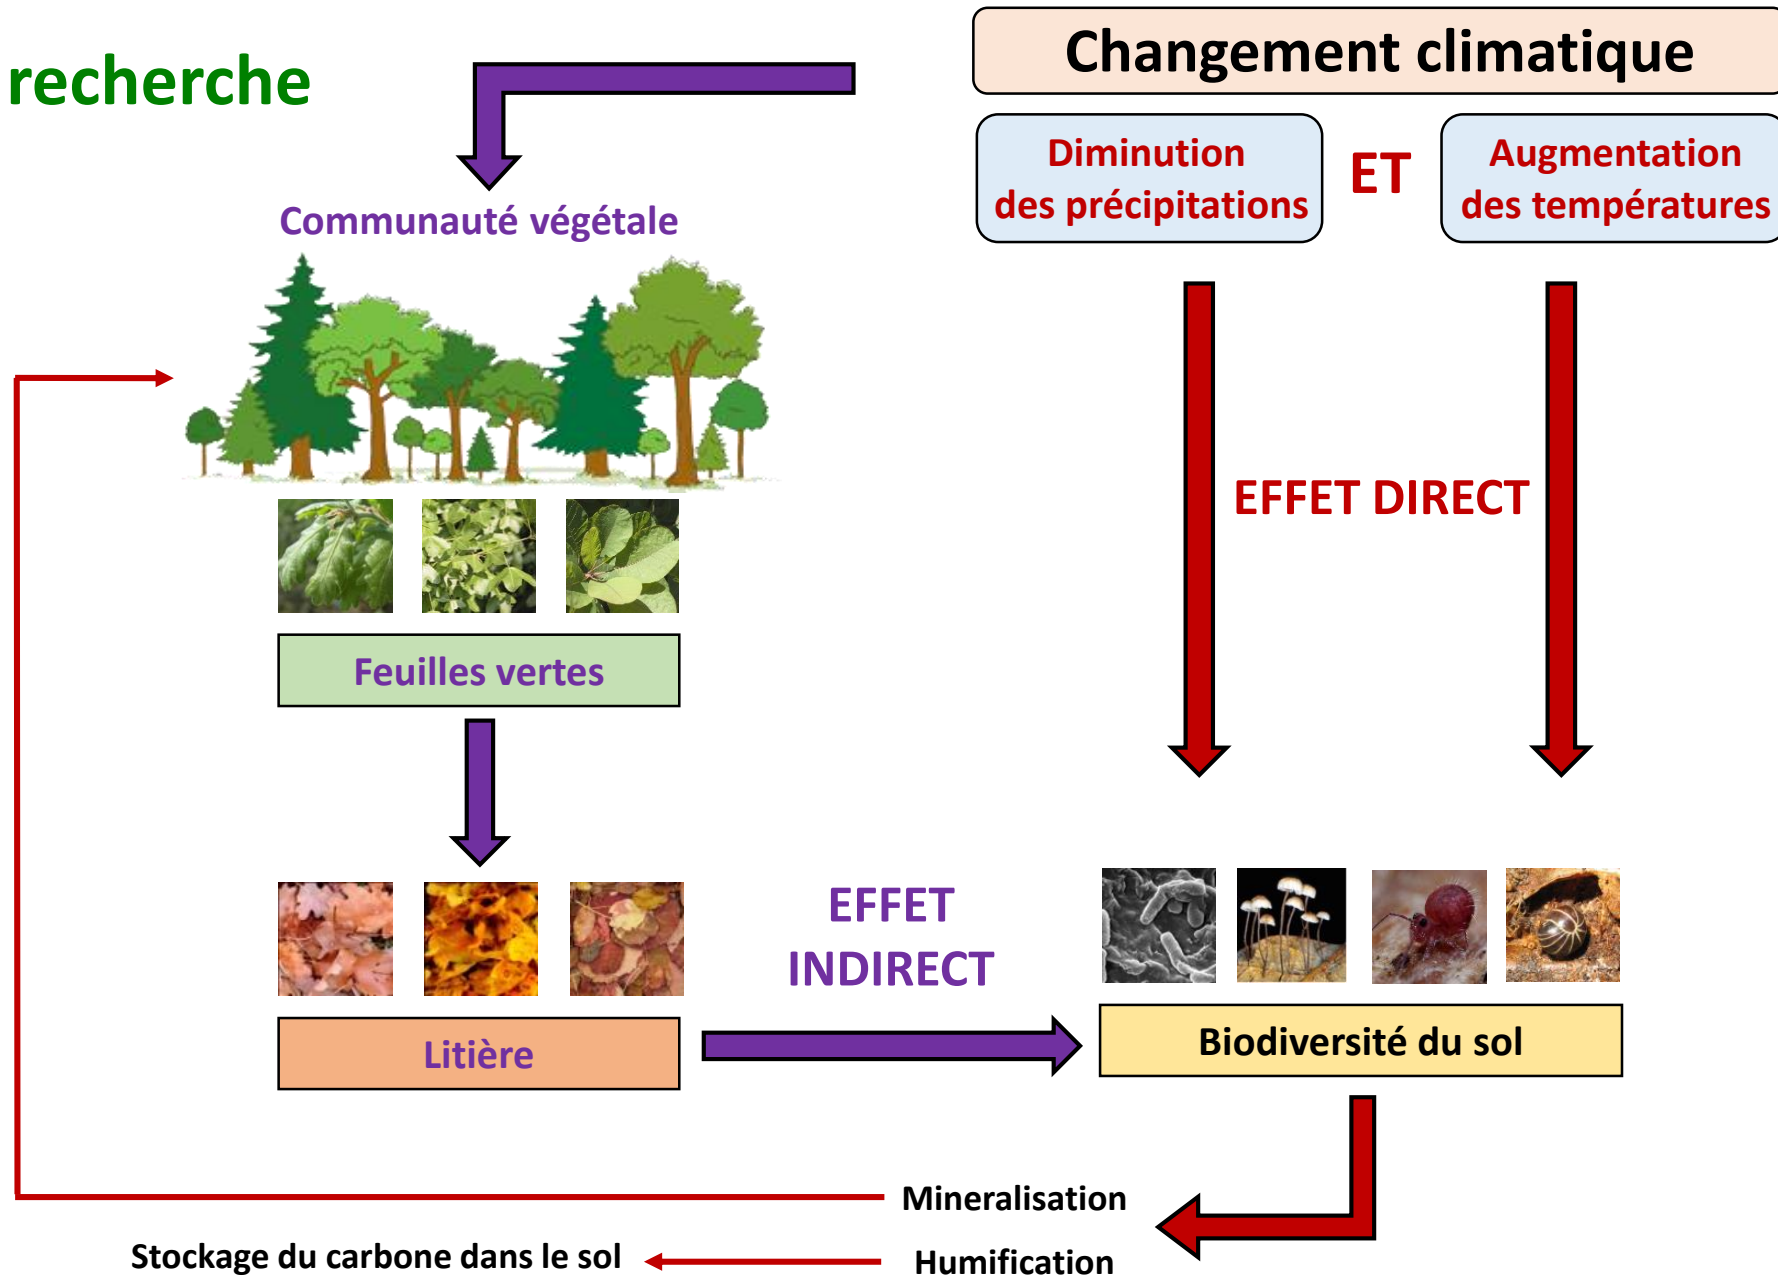 recherche
Changement climatique
Diminution
des précipitations
ET
Augmentation
des températures
Communauté végétale
EFFET DIRECT
Feuilles vertes
EFFET
INDIRECT
Litière
Biodiversité du sol
Mineralisation
Stockage du carbone dans le sol
Humification